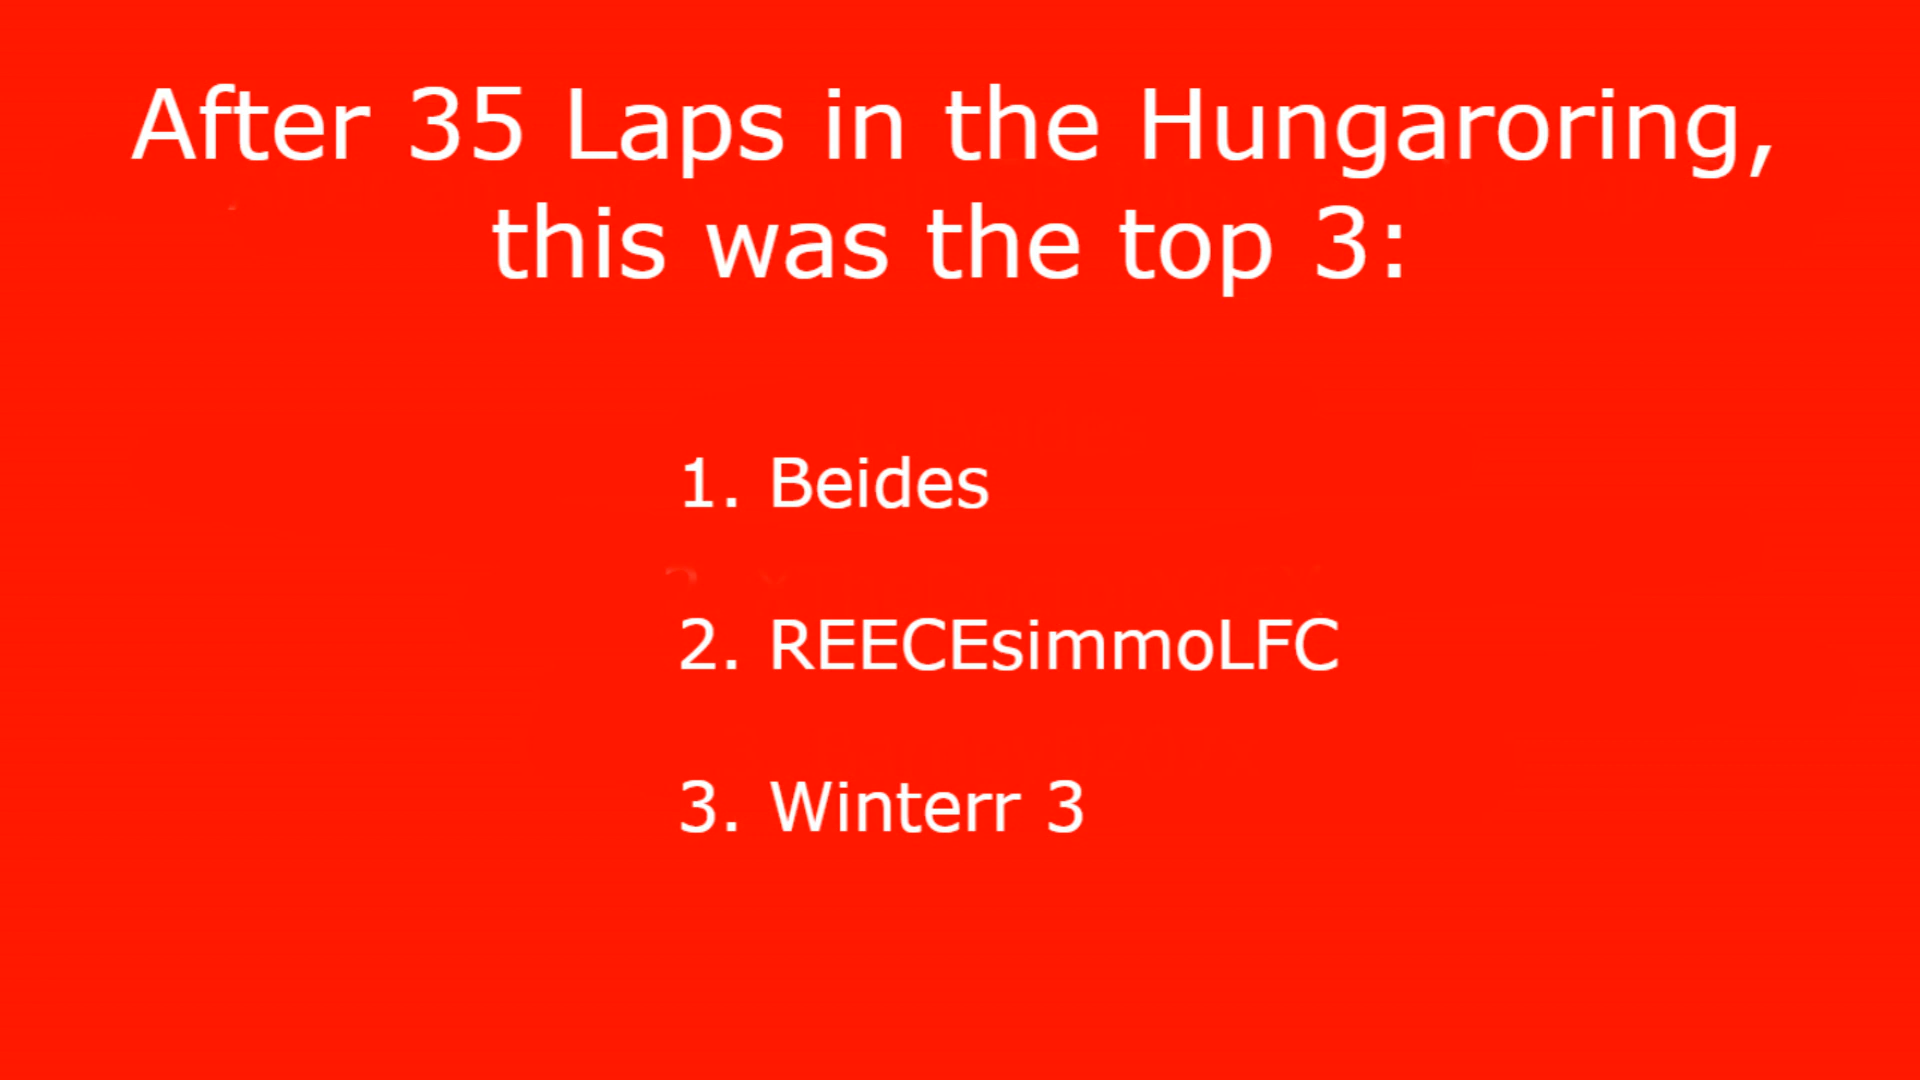 After 35 Laps in the Hungaroring,
this was the top 3:
1. Beides
2. REECEsimmoLFC
3. Winterr 3